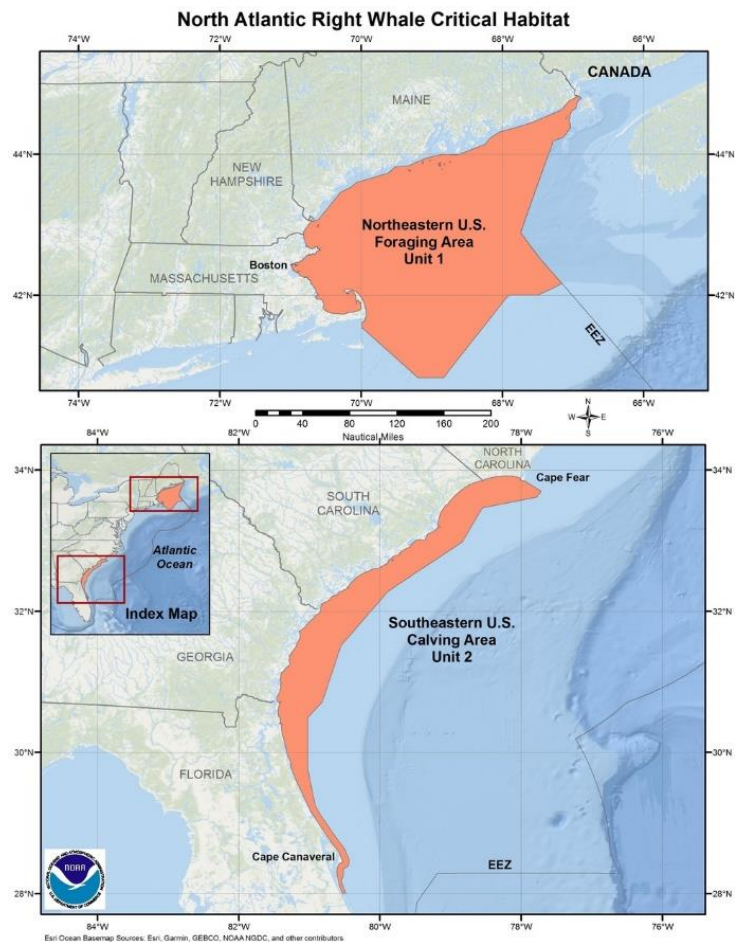 North Atlantic Right Whale Critical Habitat
74°W
72°W
70°W
68°W
66°W
CANADA
MAINE
44°N
44°N
NEW
HAMPSHIRE
Northeastern U.S.
Foraging Area
Unit 1
Boston
MASSACHUSETTS
42°N
42°N
EEZ
74°W
72°W
70°W
68°W
66°W
0
40
80
120
160
200
Nautical Miles
N
W
E
S
84°W
82°W
80°W
78°W
76°W
34°N
34°N
NORTH
CAROLINA
Cape Fear
SOUTH
CAROLINA
Atlantic
Ocean
Index Map
32°N
32°N
Southeastern U.S.
Calving Area
Unit 2
GEORGIA
30°N
30°N
FLORIDA
Cape Canaveral
EEZ
NOAA
28°N
28°N
84°W
82°W
80°W
78°W
76°W
Esri Ocean Basemap Sources: Esri, Garmin, GEBCO, NOAA NGDC, and other contributors